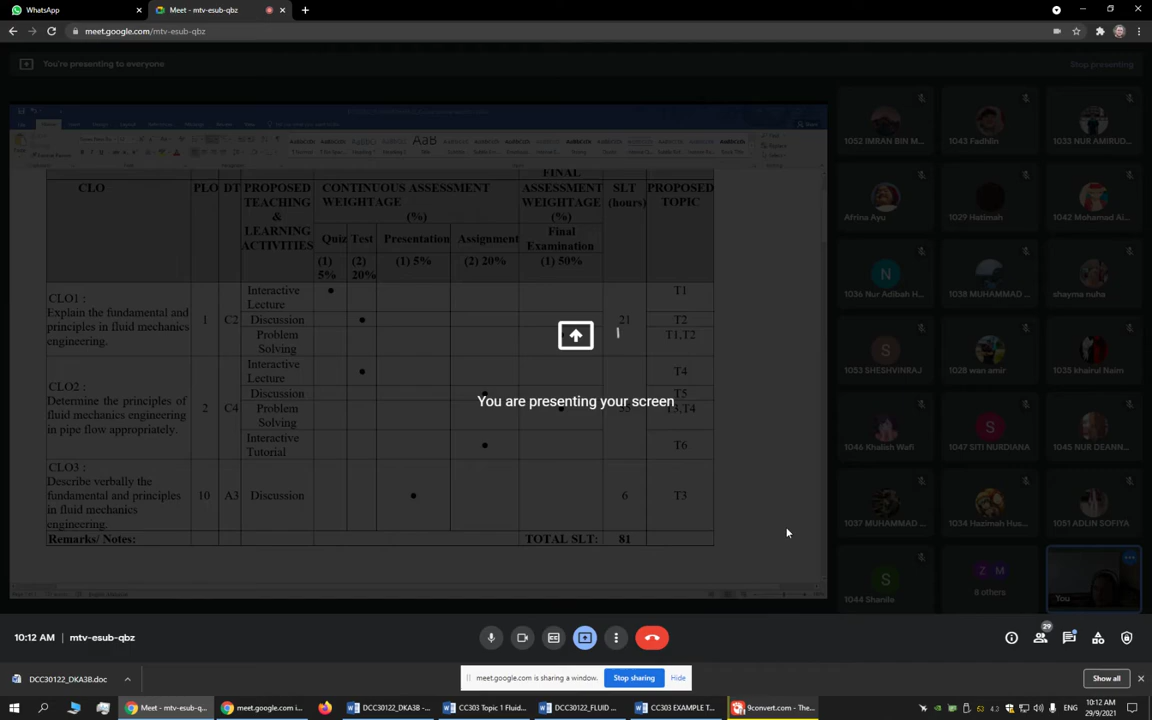 WhatsApp
Meet - mtv-esub-qbz
meet.google.com/mtv-esub-qbz
You're presenting to everyone
Stop presenting
CLO
PLO
DT
PROPOSED TEACHING & LEARNING ACTIVITIES
CONTINUOUS ASSESSMENT WEIGHTAGE (%)
FINAL ASSESSMENT WEIGHTAGE (%)
SLT (hours)
PROPOSED TOPIC
Quiz
Test
Presentation
Assignment
Final Examination
(1) 5%
(2) 20%
(1) 5%
(2) 20%
(1) 50%
CLO1 :
Explain the fundamental and
principles in fluid mechanics
engineering.
1
C2
Interactive Lecture
T1
Discussion
21
T2
Problem Solving
T1,T2
CLO2 :
Determine the principles of
fluid mechanics engineering
in pipe flow appropriately.
2
C4
Interactive Lecture
T4
Discussion
T5
Problem Solving
T3,T4
Interactive Tutorial
T6
CLO3 :
Describe verbally the
fundamental and principles
in fluid mechanics
engineering.
10
A3
Discussion
6
T3
Remarks/ Notes:
TOTAL SLT:
81
You are presenting your screen
1052 IMRAN BIN M...
1043 Fadhlin
1033 NUR AMIRUD...
Afrina Ayu
1029 Hatimah
1042 Mohamad Ai...
N
1036 Nur Adibah H...
1038 MUHAMMAD ...
shayma nuha
S
1053 SHESHVINRAJ
1028 wan amir
1035 khairul Naim
1046 Khalish Wafi
S
1047 SITI NURDIANA
1045 NUR DEANN...
1037 MUHAMMAD ...
1034 Hazimah Hus...
1051 ADLIN SOFIYA
S
1044 Shanile
Z M
8 others
You
10:12 AM | mtv-esub-qbz
29
DCC30122_DKA3B.doc
meet.google.com is sharing a window.
Stop sharing
Hide
Show all
Meet - mtv-esub-q...
meet.google.com i...
DCC30122_DKA3B -...
CC303 Topic 1 Fluid...
DCC30122_FLUID ...
CC303 EXAMPLE T...
9convert.com - The...
ENG
10:12 AM
29/9/2021